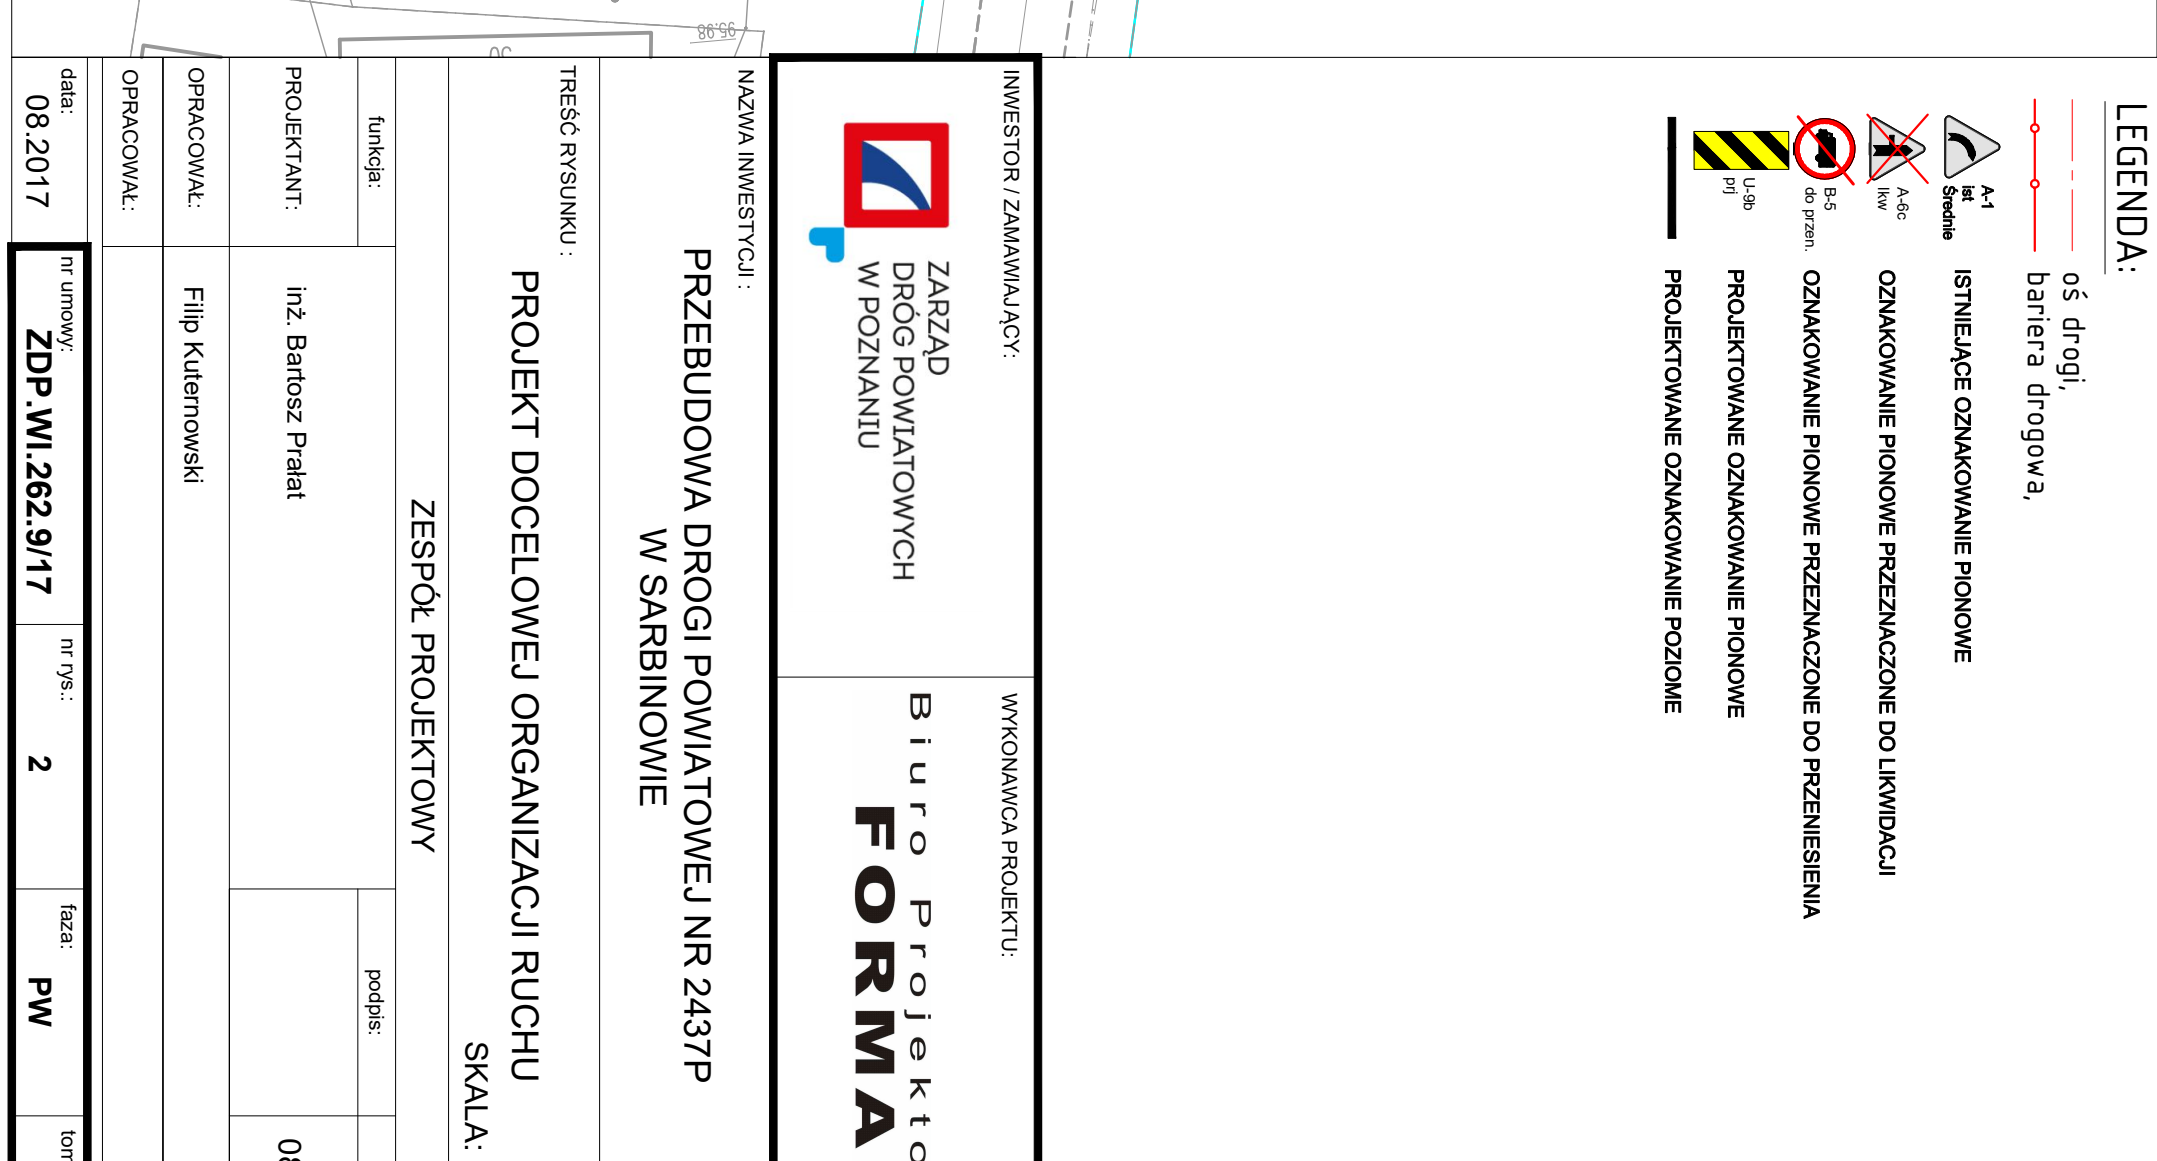 LEGENDA:
oś drogi,
bariera drogowa,
A-1
ist
Średnie
ISTNIEJĄCE OZNAKOWANIE PIONOWE
A-6c
lkw
OZNAKOWANIE PIONOWE PRZEZNACZONE DO LIKWIDACJI
B-5
do przen.
OZNAKOWANIE PIONOWE PRZEZNACZONE DO PRZENIESIENIA
U-9b
prj
PROJEKTOWANE OZNAKOWANIE PIONOWE
PROJEKTOWANE OZNAKOWANIE POZIOME
INWESTOR / ZAMAWIAJĄCY:
ZARZĄD
DRÓG POWIATOWYCH
W POZNANIU
WYKONAWCA PROJEKTU:
Biuro Projekto
FORMA
NAZWA INWESTYCJI :
PRZEBUDOWA DROGI POWIATOWEJ NR 2437P
W SARBINOWIE
TREŚĆ RYSUNKU :
PROJEKT DOCELOWEJ ORGANIZACJI RUCHU
SKALA:
ZESPÓŁ PROJEKTOWY
funkcja:
podpis:
PROJEKTANT:
inż. Bartosz Prałat
08
OPRACOWAŁ:
Filip Kuternowski
OPRACOWAŁ:
data:
08.2017
nr umowy:
ZDP.WI.262.9/17
nr rys.:
2
faza:
PW
tom
95.98